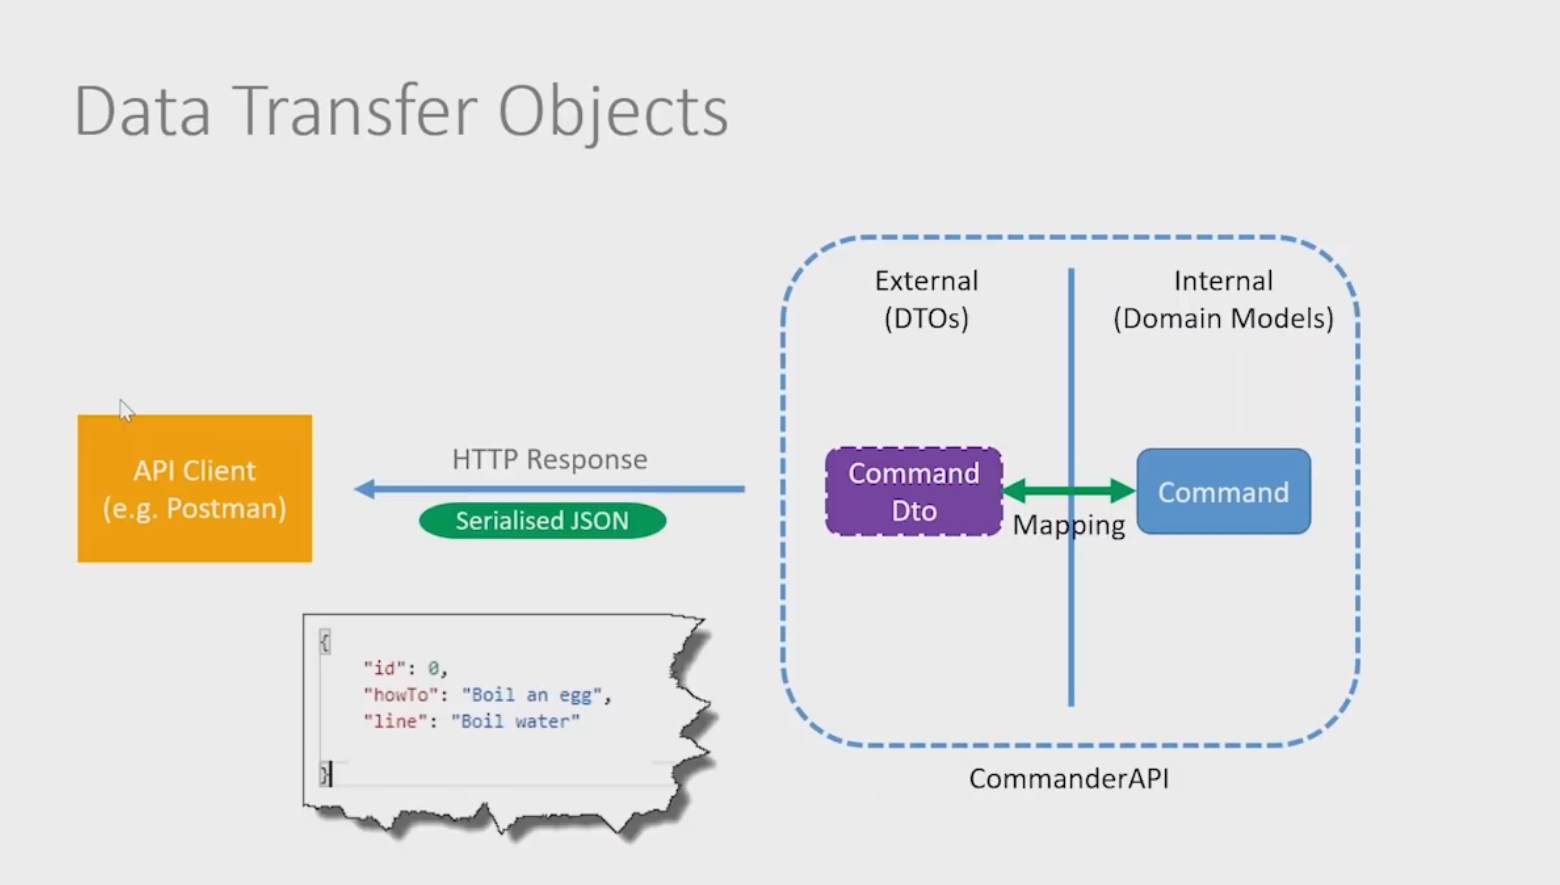 Data Transfer Objects
External
(DTOs)
Internal
(Domain Models)
API Client
(e.g. Postman)
HTTP Response
Serialised JSON
Command
Dto
Mapping
Command
{
"id": 0,
"howTo": "Boil an egg",
"line": "Boil water"
}
CommanderAPI